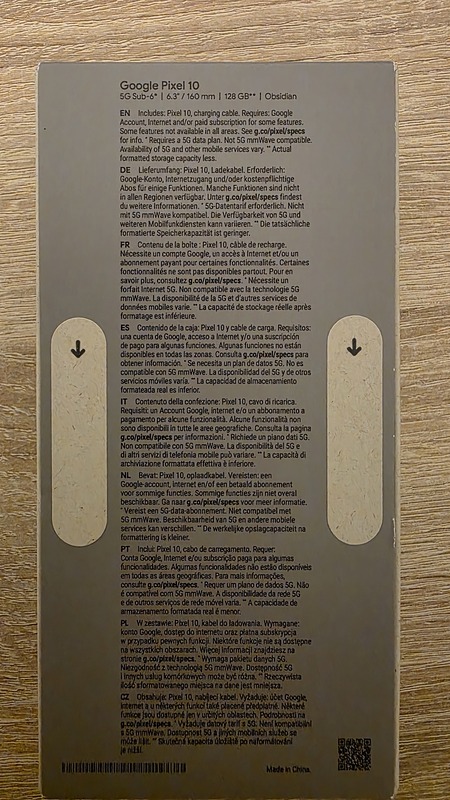 Google Pixel 10
5G Sub-6* | 6.3" / 160 mm | 128 GB** | Obsidian
EN Includes: Pixel 10, charging cable. Requires: Google
Account, Internet and/or paid subscription for some features.
Some features not available in all areas. See g.co/pixel/specs
for info. * Requires a 5G data plan. Not 5G mmWave compatible.
Availability of 5G and other mobile services vary. ** Actual
formatted storage capacity less.
DE Lieferumfang: Pixel 10, Ladekabel. Erforderlich:
Google-Konto, Internetzugang und/oder kostenpflichtige
Abos für einige Funktionen. Manche Funktionen sind nicht
in allen Regionen verfügbar. Unter g.co/pixel/specs findest
du weitere Informationen. * 5G-Datentarif erforderlich. Nicht
mit 5G mmWave kompatibel. Die Verfügbarkeit von 5G und
weiteren Mobilfunkdiensten kann variieren. ** Die tatsächliche
formatierte Speicherkapazität ist geringer.
FR Contenu de la boîte : Pixel 10, câble de recharge.
Nécessite un compte Google, un accès à Internet et/ou un
abonnement payant pour certaines fonctionnalités. Certaines
fonctionnalités ne sont pas disponibles partout. Pour en
savoir plus, consultez g.co/pixel/specs. * Nécessite un
forfait Internet 5G. Non compatible avec la technologie 5G
mmWave. La disponibilité de la 5G et d'autres services de
données mobiles varie. ** La capacité de stockage réelle après
formatage est inférieure.
ES Contenido de la caja: Pixel 10 y cable de carga. Requisitos:
una cuenta de Google, acceso a Internet y/o una suscripción
de pago para algunas funciones. Algunas funciones no están
disponibles en todas las zonas. Consulta g.co/pixel/specs para
obtener información. * Se necesita un plan de datos 5G. No es
compatible con 5G mmWave. La disponibilidad del 5G y de otros
servicios móviles varía. ** La capacidad de almacenamiento
formateada real es inferior.
IT Contenuto della confezione: Pixel 10, cavo di ricarica.
Requisiti: un Account Google, internet e/o un abbonamento a
pagamento per alcune funzionalità. Alcune funzionalità non
sono disponibili in tutte le aree geografiche. Consulta la pagina
g.co/pixel/specs per informazioni. * Richiede un piano dati 5G.
Non compatibile con 5G mmWave. La disponibilità del 5G e
di altri servizi di telefonia mobile può variare. ** La capacità di
archiviazione formattata effettiva è inferiore.
NL Bevat: Pixel 10, oplaadkabel. Vereisten: een
Google-account, internet en/of een betaald abonnement
voor sommige functies. Sommige functies zijn niet overal
beschikbaar. Ga naar g.co/pixel/specs voor meer informatie.
* Vereist een 5G-data-abonnement. Niet compatibel met
5G mmWave. Beschikbaarheid van 5G en andere mobiele
services kan verschillen. ** De werkelijke opslagcapaciteit na
formattering is kleiner.
PT Inclui: Pixel 10, cabo de carregamento. Requer:
Conta Google, Internet e/ou subscrição paga para algumas
funcionalidades. Algumas funcionalidades não estão disponíveis
em todas as áreas geográficas. Para mais informações,
consulte g.co/pixel/specs. * Requer um plano de dados 5G. Não
é compatível com 5G mmWave. A disponibilidade da rede 5G
e de outros serviços de rede móvel varia. ** A capacidade de
armazenamento formatada real é menor.
PL W zestawie: Pixel 10, kabel do ładowania. Wymagane:
konto Google, dostęp do internetu oraz płatna subskrypcja
w przypadku pewnych funkcji. Niektóre funkcje nie są dostępne
na wszystkich obszarach. Więcej informacji znajdziesz na
stronie g.co/pixel/specs. * Wymaga pakietu danych 5G.
Niezgodność z technologią 5G mmWave. Dostępność 5G
i innych usług komórkowych może być różna. ** Rzeczywista
ilość sformatowanego miejsca na dane jest mniejsza.
CZ Obsahuje: Pixel 10, nabíjecí kabel. Vyžaduje: účet Google,
internet a u některých funkcí také placené předplatné. Některé
funkce jsou dostupné jen v určitých oblastech. Podrobnosti na
g.co/pixel/specs. * Vyžaduje datový tarif s 5G. Není kompatibilní
s 5G mmWave. Dostupnost 5G a jiných mobilních služeb se
může lišit. ** Skutečná kapacita úložiště po naformátování
je nižší.
Made in China.